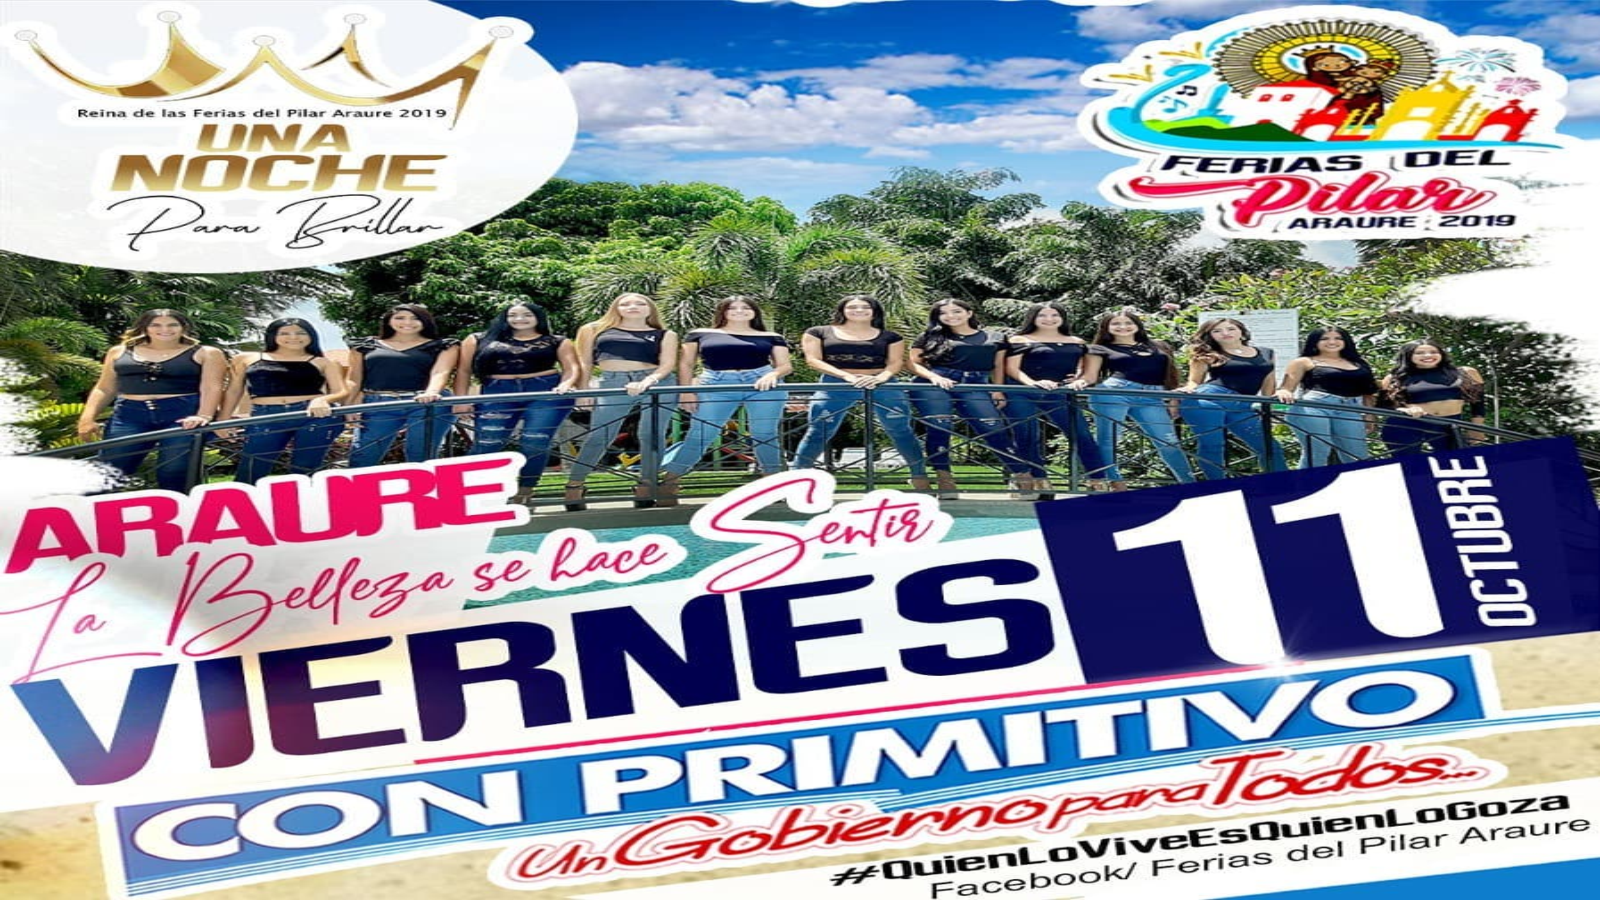 Reina de las Ferias del Pilar Araure 2019
UNA
NOCHE
Para Brillar
FERIAS DEL
Pilar
ARAURE 2019
ARAURE
La Belleza se hace Sentir
VIERNES 11 OCTUBRE
CON PRIMITIVO
Un Gobierno para Todos...
#QuienLoViveEsQuienLoGoza
Facebook/ Ferias del Pilar Araure